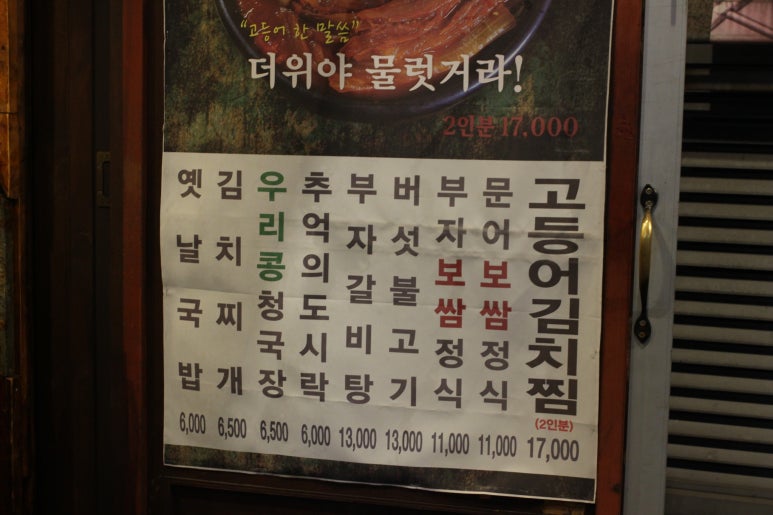 "고등어 한 말씀"
더위야 물럿거라!
2인분 17,000
고등어김치찜 (2인분) 17,000
문어보쌈정식 11,000
부자보쌈정식 11,000
버섯불고기 13,000
부자갈비탕 13,000
추억의도시락 6,000
우리콩청국장 6,500
김치찌개 6,500
옛날국밥 6,000